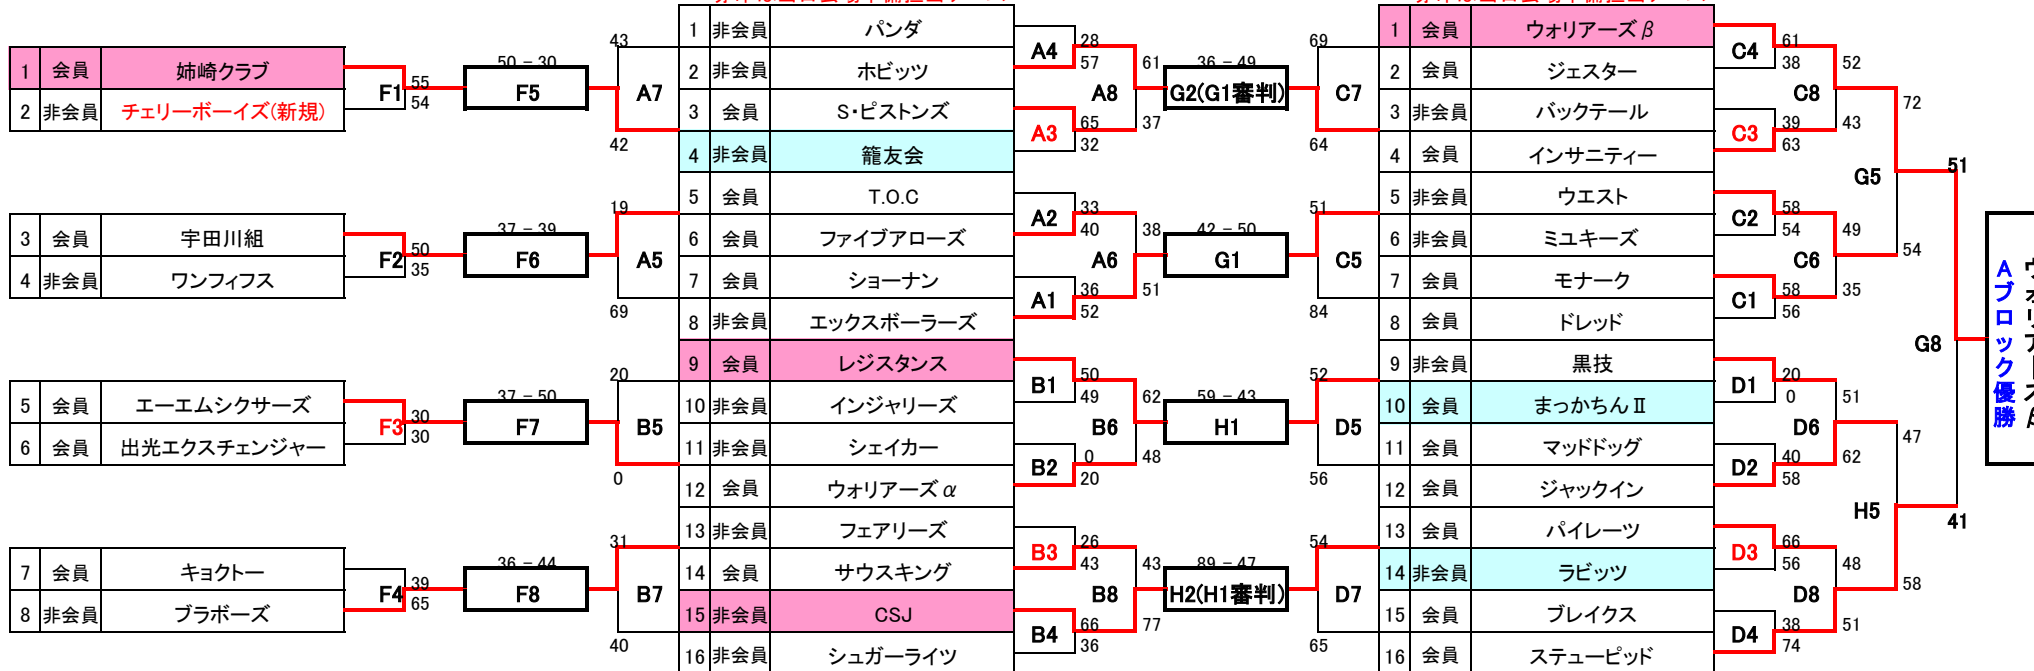 1 会員 姉崎クラブ
2 非会員 チェリーボーイズ(新規)
F1
55
54
50 - 30
F5
3 会員 宇田川組
4 非会員 ワンフィフス
F2
50
35
37 - 39
F6
5 会員 エーエムシクサーズ
6 会員 出光エクスチェンジャー
F3
30
30
37 - 50
F7
7 会員 キョクトー
8 非会員 ブラボーズ
F4
39
65
36 - 44
F8
43
A7
42
19
A5
69
20
B5
0
31
B7
40
1 非会員 パンダ
2 非会員 ホビッツ
3 会員 S・ピストンズ
4 非会員 籠友会
5 会員 T.O.C
6 会員 ファイブアローズ
7 会員 ショーナン
8 非会員 エックスボーラーズ
9 会員 レジスタンス
10 非会員 インジャリーズ
11 非会員 シェイカー
12 会員 ウォリアーズα
13 非会員 フェアリーズ
14 会員 サウスキング
15 非会員 CSJ
16 非会員 シュガーライツ
A4
28
57
A3
65
32
A2
33
40
A1
36
52
B1
50
49
B2
0
20
B3
26
43
B4
66
36
61
A8
37
38
A6
51
62
B6
48
43
B8
77
36 - 49
G2(G1審判)
42 - 50
G1
59 - 43
H1
89 - 47
H2(H1審判)
69
C7
64
51
C5
84
52
D5
56
54
D7
65
1 会員 ウォリアーズβ
2 会員 ジェスター
3 非会員 バックテール
4 会員 インサニティー
5 非会員 ウエスト
6 非会員 ミユキーズ
7 会員 モナーク
8 会員 ドレッド
9 非会員 黒技
10 会員 まっかちんⅡ
11 会員 マッドドッグ
12 会員 ジャックイン
13 会員 パイレーツ
14 非会員 ラビッツ
15 会員 ブレイクス
16 会員 ステューピッド
C4
61
38
C3
39
63
C2
58
54
C1
58
56
D1
20
0
D2
40
58
D3
66
56
D4
38
74
52
C8
43
49
C6
35
51
D6
62
48
D8
51
72
G5
54
47
H5
58
51
G8
41
Aブロック優勝